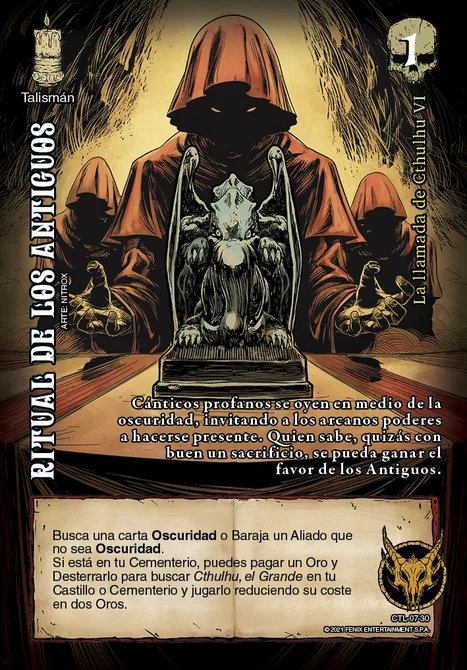 1
Talismán
RITUAL DE LOS ANTIGUOS
ARTE: NITROX
La llamada de Cthulhu VI
Cánticos profanos se oyen en medio de la
oscuridad, invitando a los arcanos poderes
a hacerse presente. Quien sabe, quizás con
buen un sacrificio, se pueda ganar el
favor de los Antiguos.
Busca una carta Oscuridad o Baraja un Aliado que
no sea Oscuridad.
Si está en tu Cementerio, puedes pagar un Oro y
Desterrarlo para buscar Cthulhu, el Grande en tu
Castillo o Cementerio y jugarlo reduciendo su coste
en dos Oros.
CTL-07-30
© 2021 FENIX ENTERTAINMENT S.P.A.